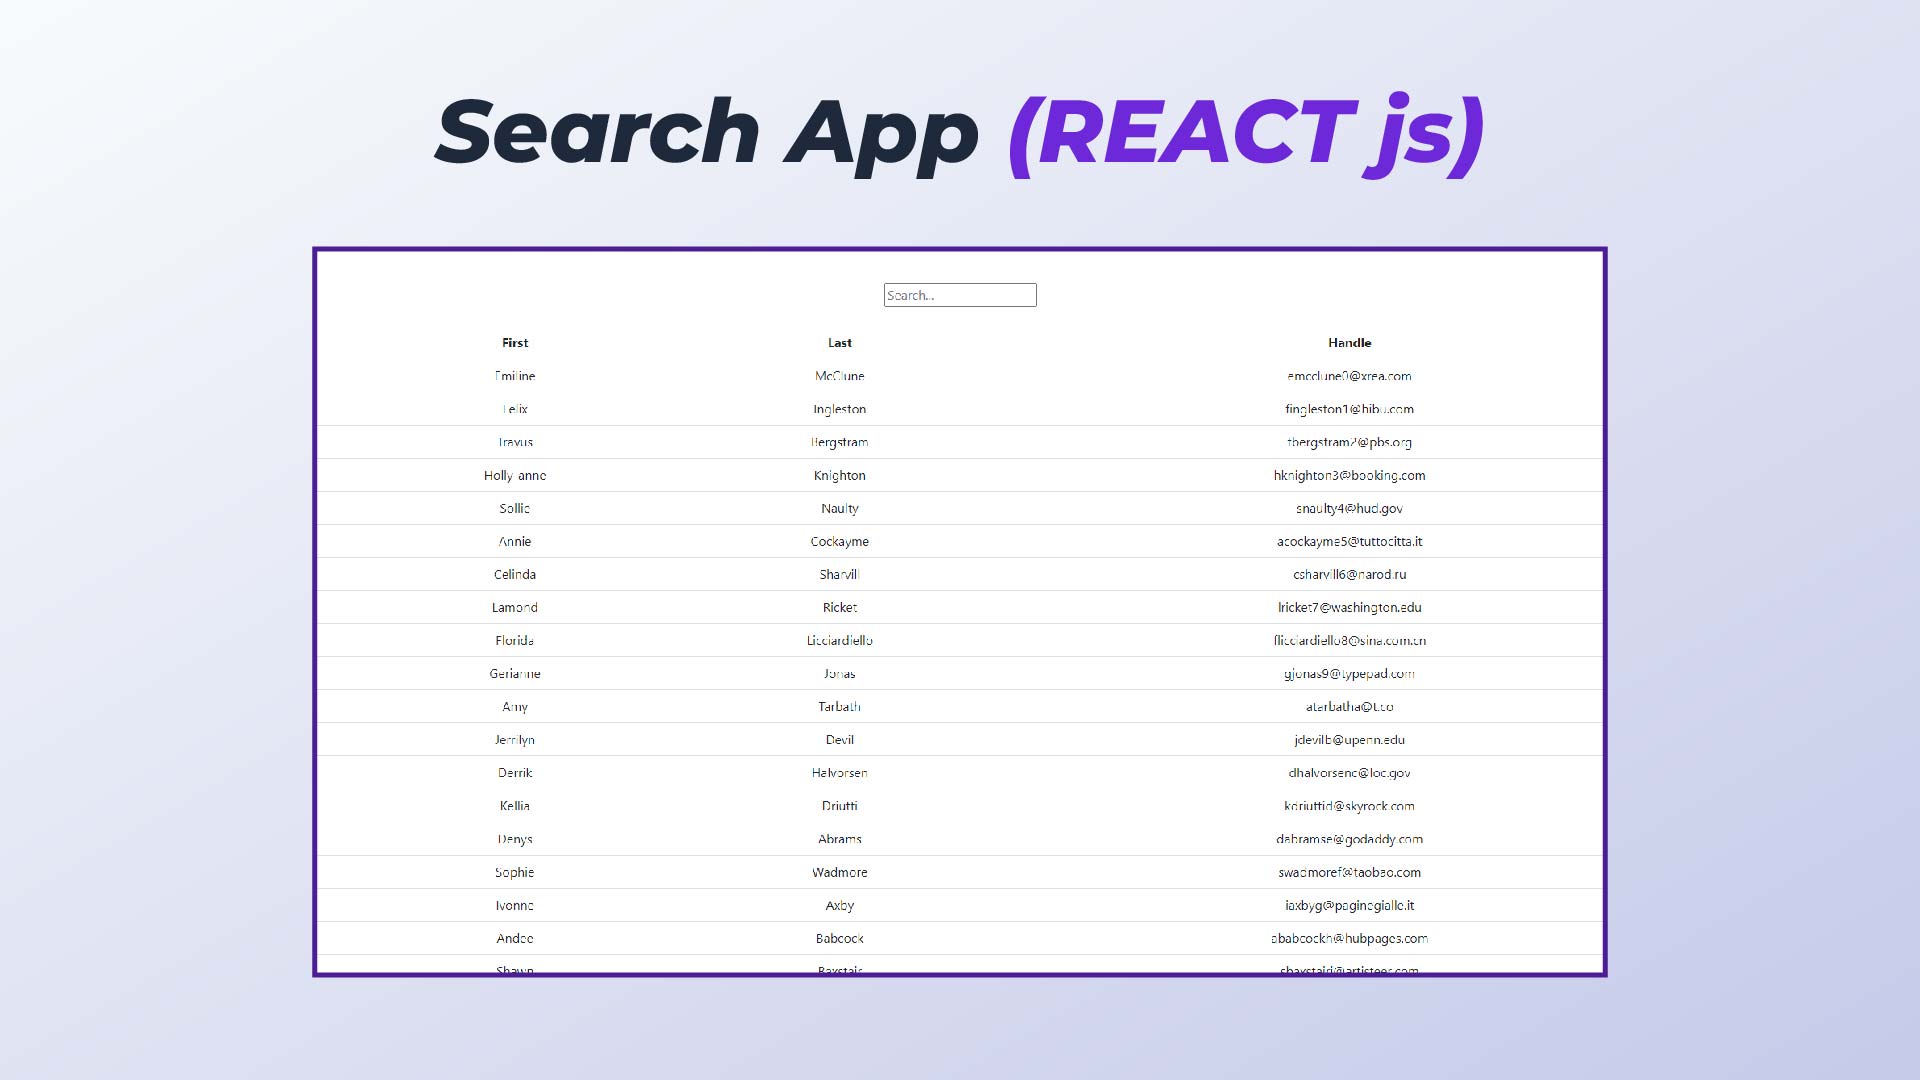 Search App (REACT js)
Search...
First Last Handle
Emiline McClune emcclune0@xrea.com
Felix Ingleston fingleston1@hibu.com
Travus Bergstram tbergstram2@pbs.org
Holly-anne Knighton hknighton3@booking.com
Sollie Naulty snaulty4@hud.gov
Annie Cockayme acockayme5@tuttocitta.it
Celinda Sharvill csharvill6@narod.ru
Lamond Ricket lricket7@washington.edu
Florida Licciardiello flicciardiello8@sina.com.cn
Gerianne Jonas gjonas9@typepad.com
Amy Tarbath atarbatha@t.co
Jerrilyn Devil jdevilb@upenn.edu
Derrik Halvorsen dhalvorsenc@loc.gov
Kellia Driutti kdriuttid@skyrock.com
Denys Abrams dabramse@godaddy.com
Sophie Wadmore swadmoref@taobao.com
Ivonne Axby iaxbyg@paginegialle.it
Andee Babcock ababcockh@hubpages.com
Shawn Baxstair sbaxstairi@artisteer.com